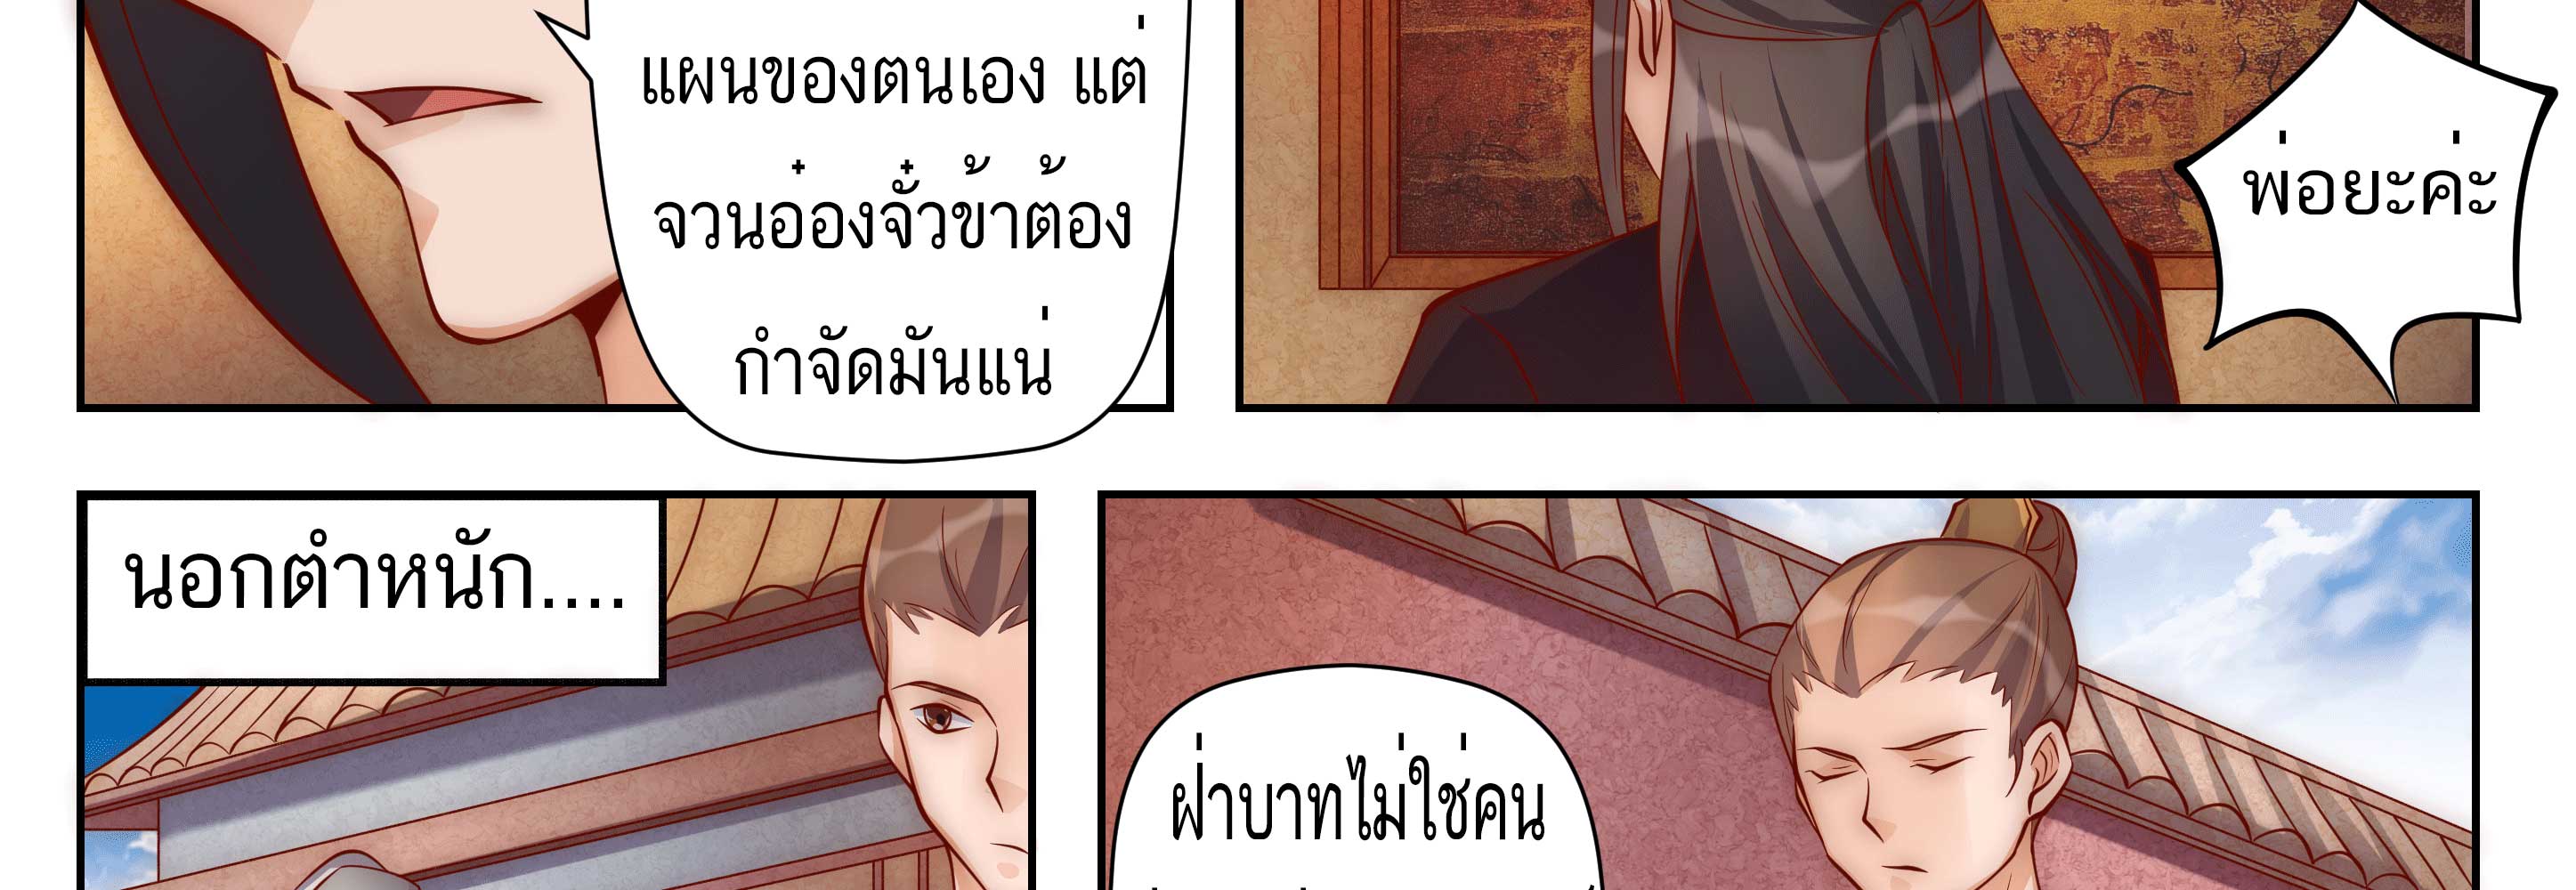 แผนของตนเอง แต่
จวนอ๋องจิ๋วข้าต้อง
กำจัดมันแน่
พ่อยะค่ะ
นอกตำหนัก....
ฝ่าบาทไม่ใช่คน